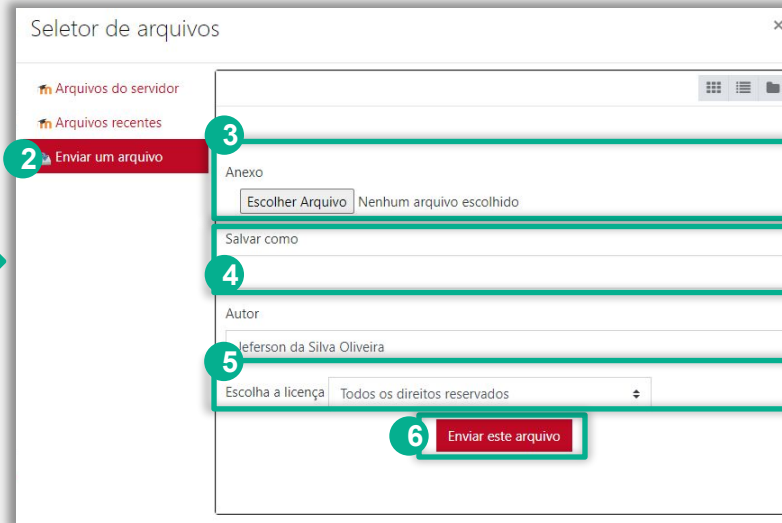 Seletor de arquivos
×
Arquivos do servidor
Arquivos recentes
2 Enviar um arquivo
3
Anexo
Escolher Arquivo Nenhum arquivo escolhido
Salvar como
4
Autor
Jeferson da Silva Oliveira
5
Escolha a licença Todos os direitos reservados
6 Enviar este arquivo